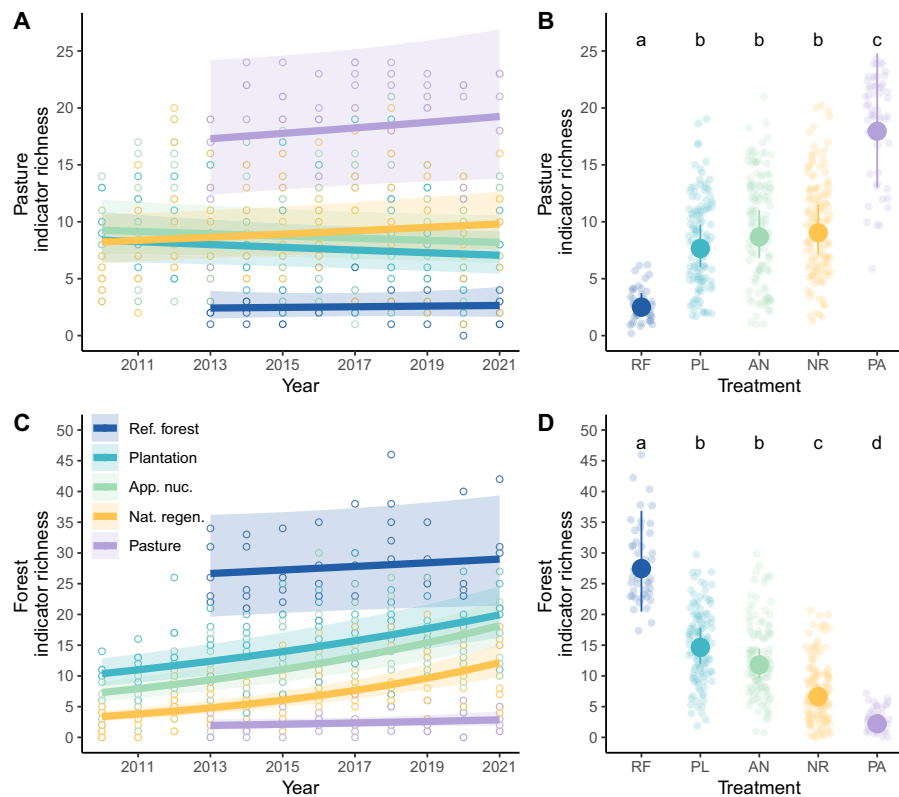 A
Pasture
indicator richness
25
20
15
10
5
0
2011 2013 2015 2017 2019 2021
Year
B
Pasture
indicator richness
a b b b c
25
20
15
10
5
0
RF PL AN NR PA
Treatment
C
Forest
indicator richness
50
45
40
35
30
25
20
15
10
5
0
Ref. forest
Plantation
App. nuc.
Nat. regen.
Pasture
2011 2013 2015 2017 2019 2021
Year
D
Forest
indicator richness
a b b c d
50
45
40
35
30
25
20
15
10
5
0
RF PL AN NR PA
Treatment